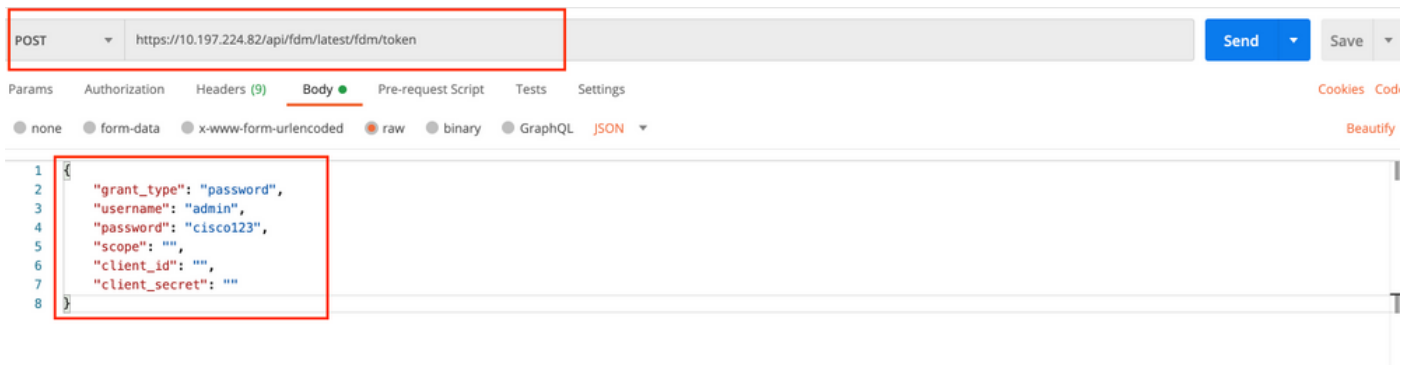 POST https://10.197.224.82/api/fdm/latest/fdm/token Send Save
Params Authorization Headers (9) Body Pre-request Script Tests Settings Cookies Code
none form-data x-www-form-urlencoded raw binary GraphQL JSON Beautify
1 {
2 "grant_type": "password",
3 "username": "admin",
4 "password": "cisco123",
5 "scope": "",
6 "client_id": "",
7 "client_secret": ""
8 }